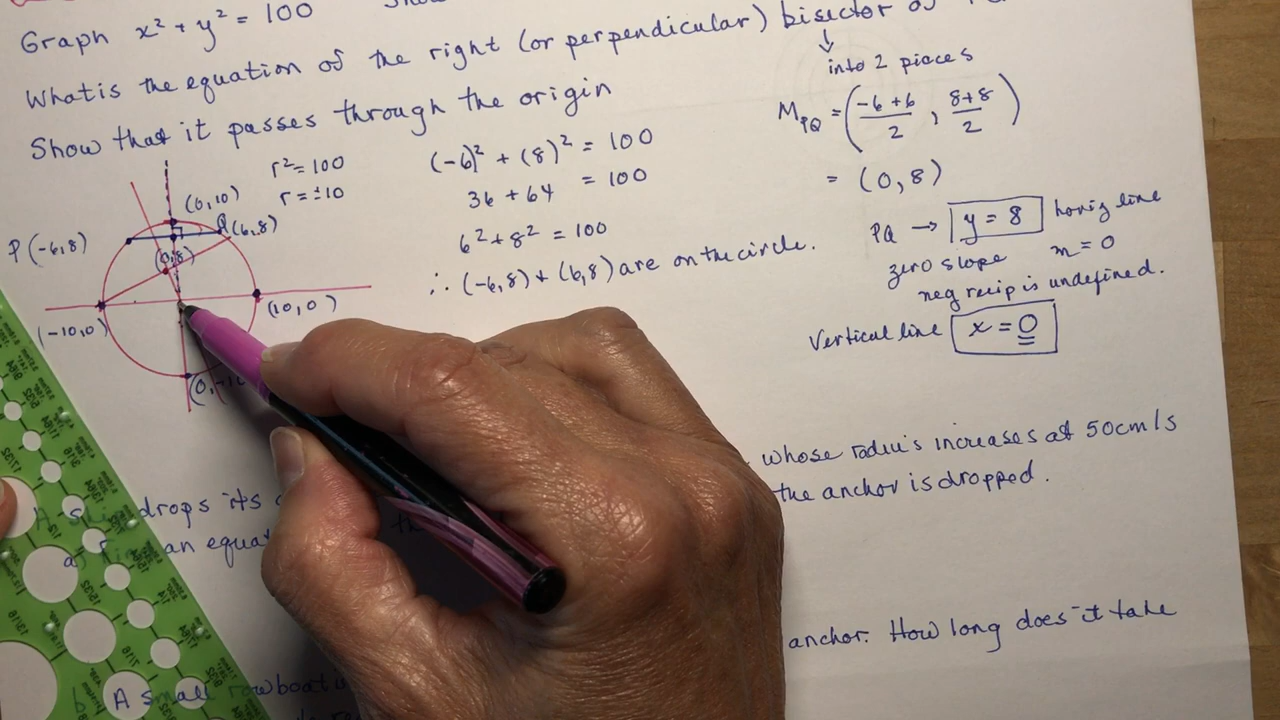 Graph x² + y² = 100
What is the equation of the right (or perpendicular) bisector of
into 2 pieces
Show that it passes through the origin
M_PQ = (-6+6/2, 8+8/2)
= (0,8)
r² = 100
r = ±10
(-6)² + (8)² = 100
36 + 64 = 100
6² + 8² = 100
∴ (-6,8) + (6,8) are on the circle.
PQ → y = 8 horiz line
zero slope m = 0
neg recip is undefined.
Vertical line x = 0
(0,10)
P(-6,8)
Q(6,8)
(0,8)
(-10,0)
(10,0)
(0,-10
whose radius increases at 50cm/s
drops its
the anchor is dropped.
an equa
anchor. How long does it take
b) A small rowboat is